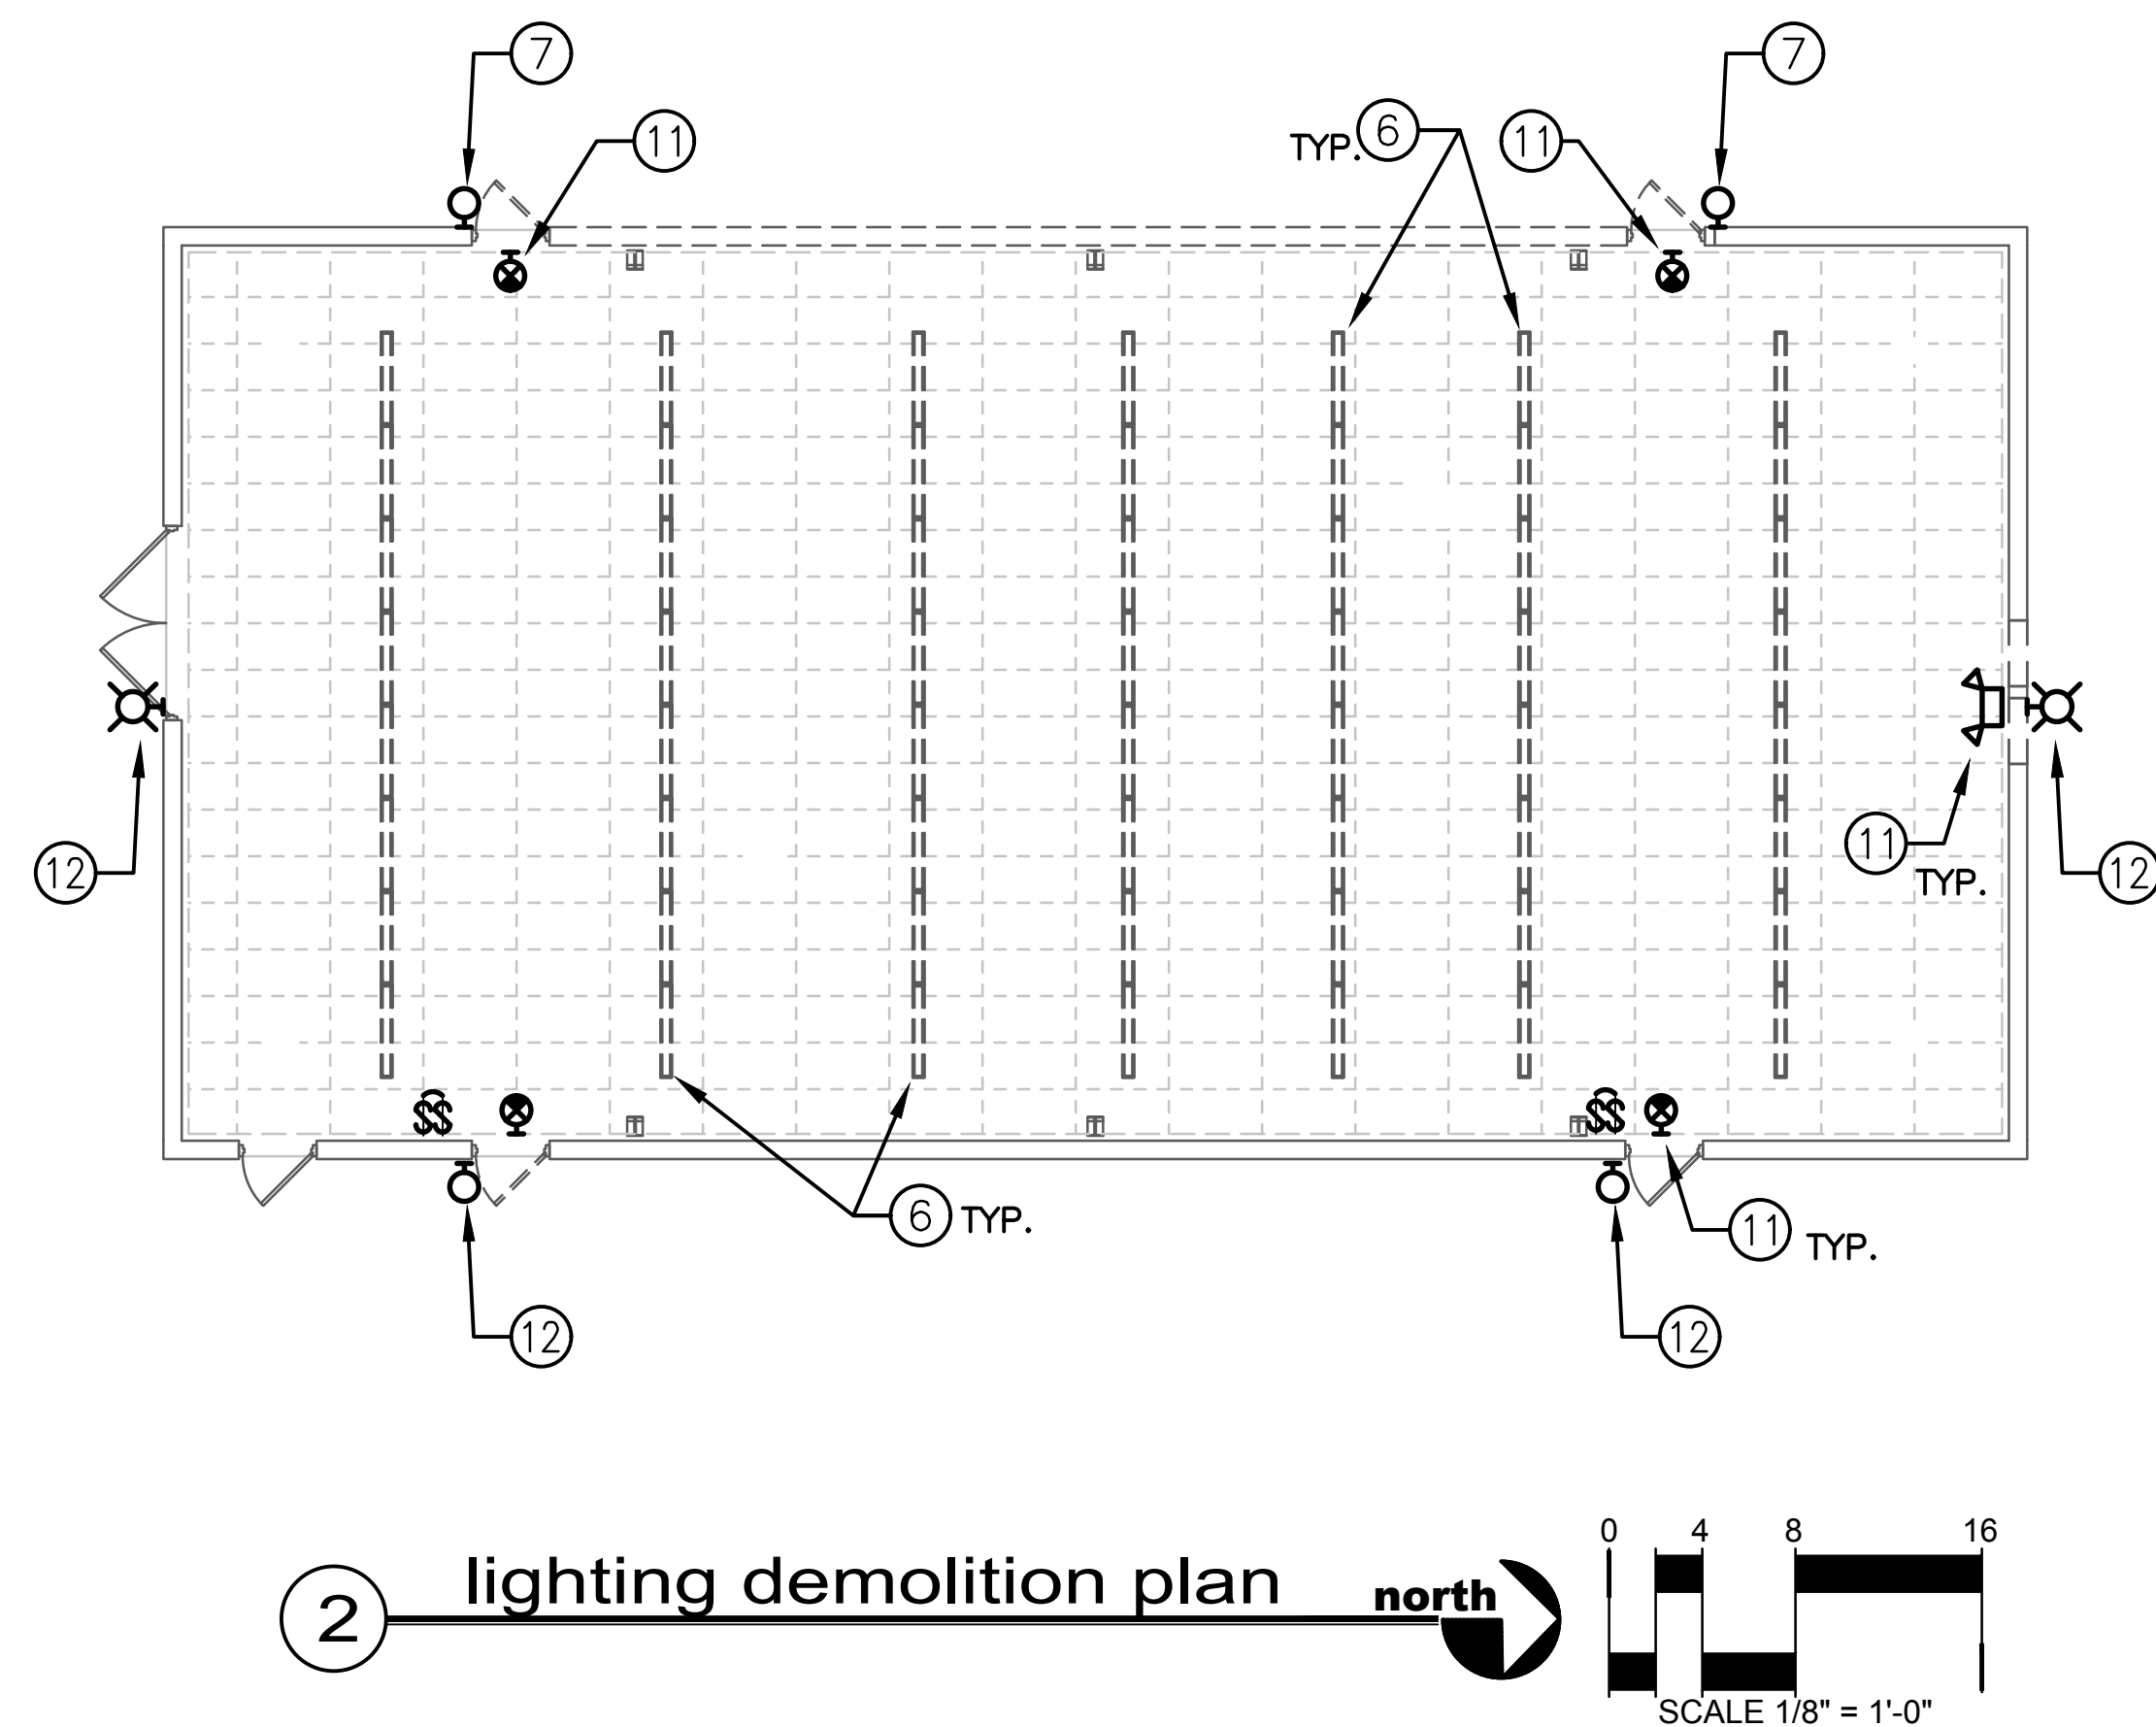 7
7
11
TYP. 6
11
12
11
TYP.
12
$$
$$
6 TYP.
11 TYP.
12
12
2 lighting demolition plan
north
0 4 8 16
SCALE 1/8" = 1'-0"